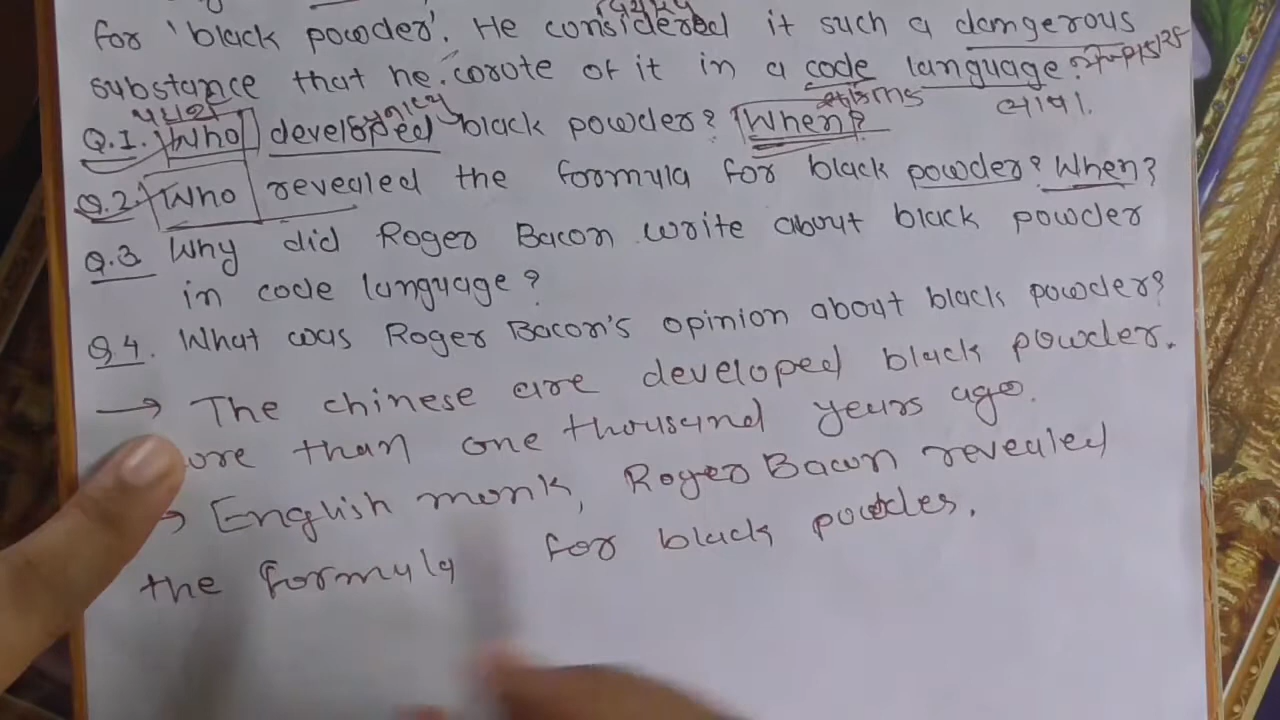 for 'black powder'. He considered it such a dangerous
substance that he wrote of it in a code language.
Q.1. Who developed black powder? When?
Q.2. Who revealed the formula for black powder? When?
Q.3 Why did Roger Bacon write about black powder
in code language?
Q.4. What was Roger Bacon's opinion about black powder?
→ The chinese are developed black powder.
ore than one thousand years ago.
→ English monk, Roger Bacon revealed
the formula for black powder.